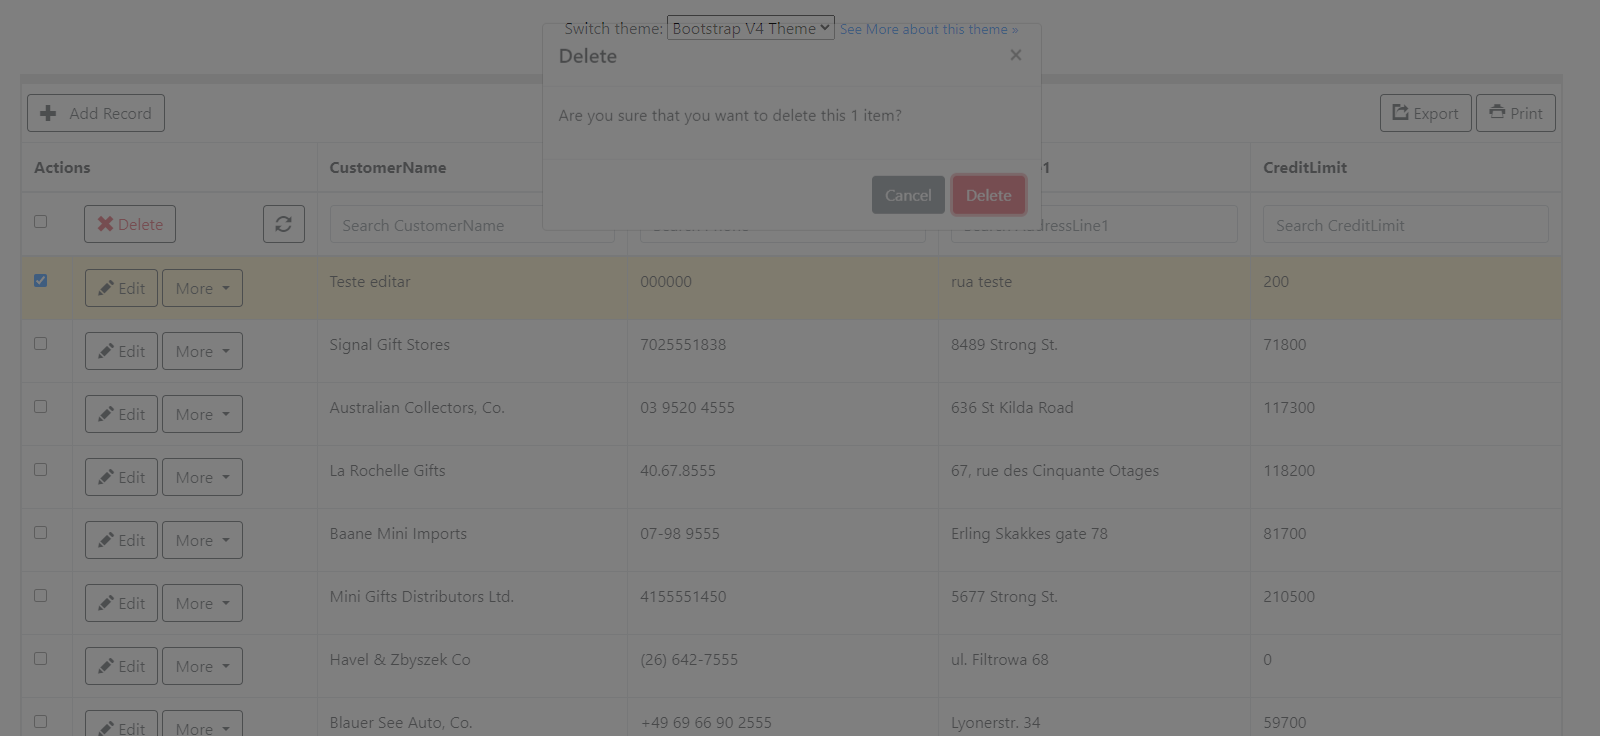 Switch theme: Bootstrap V4 Theme See More about this theme »
Delete ×
Add Record Export Print
Are you sure that you want to delete this 1 item?
Actions CustomerName 1 CreditLimit
Cancel Delete
Delete Search CustomerName Search Phone Search AddressLine1 Search CreditLimit
Edit More Teste editar 000000 rua teste 200
Edit More Signal Gift Stores 7025551838 8489 Strong St. 71800
Edit More Australian Collectors, Co. 03 9520 4555 636 St Kilda Road 117300
Edit More La Rochelle Gifts 40.67.8555 67, rue des Cinquante Otages 118200
Edit More Baane Mini Imports 07-98 9555 Erling Skakkes gate 78 81700
Edit More Mini Gifts Distributors Ltd. 4155551450 5677 Strong St. 210500
Edit More Havel & Zbyszek Co (26) 642-7555 ul. Filtrowa 68 0
Edit More Blauer See Auto, Co. +49 69 66 90 2555 Lyonerstr. 34 59700